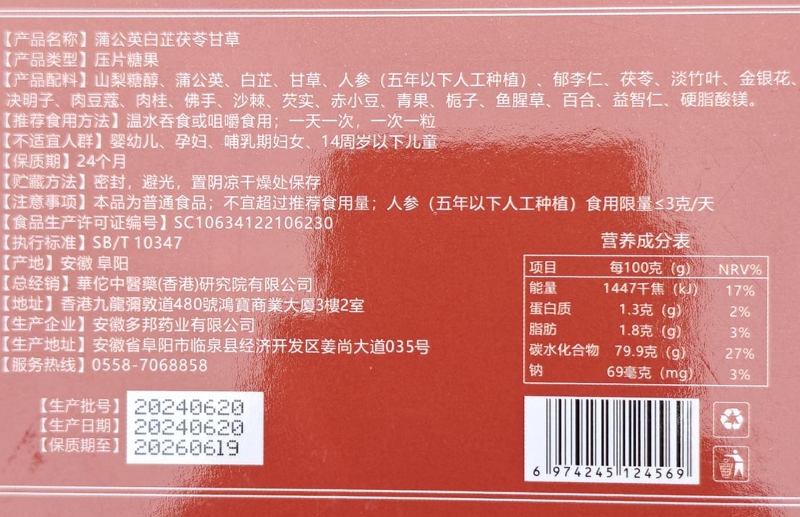 【产品名称】蒲公英白芷茯苓甘草
【产品类型】压片糖果
【产品配料】山梨糖醇、蒲公英、白芷、甘草、人参（五年以下人工种植）、郁李仁、茯苓、淡竹叶、金银花、
决明子、肉豆蔻、肉桂、佛手、沙棘、芡实、赤小豆、青果、栀子、鱼腥草、百合、益智仁、硬脂酸镁。
【推荐食用方法】温水吞食或咀嚼食用；一天一次，一次一粒
【不适宜人群】婴幼儿、孕妇、哺乳期妇女、14周岁以下儿童
【保质期】24个月
【贮藏方法】密封，避光，置阴凉干燥处保存
【注意事项】本品为普通食品；不宜超过推荐食用量；人参（五年以下人工种植）食用限量≤3克/天
【食品生产许可证编号】SC10634122106230
【执行标准】SB/T 10347
【产地】安徽 阜阳
【总经销】華佗中醫藥(香港)研究院有限公司
【地址】香港九龍彌敦道480號鴻寶商業大厦3樓2室
【生产企业】安徽多邦药业有限公司
【生产地址】安徽省阜阳市临泉县经济开发区姜尚大道035号
【服务热线】0558-7068858
【生产批号】20240620
【生产日期】20240620
【保质期至】20260619
营养成分表
项目 每100克（g） NRV%
能量 1447千焦（kJ） 17%
蛋白质 1.3克（g） 2%
脂肪 1.8克（g） 3%
碳水化合物 79.9克（g） 27%
钠 69毫克（mg） 3%
6 974245 124569